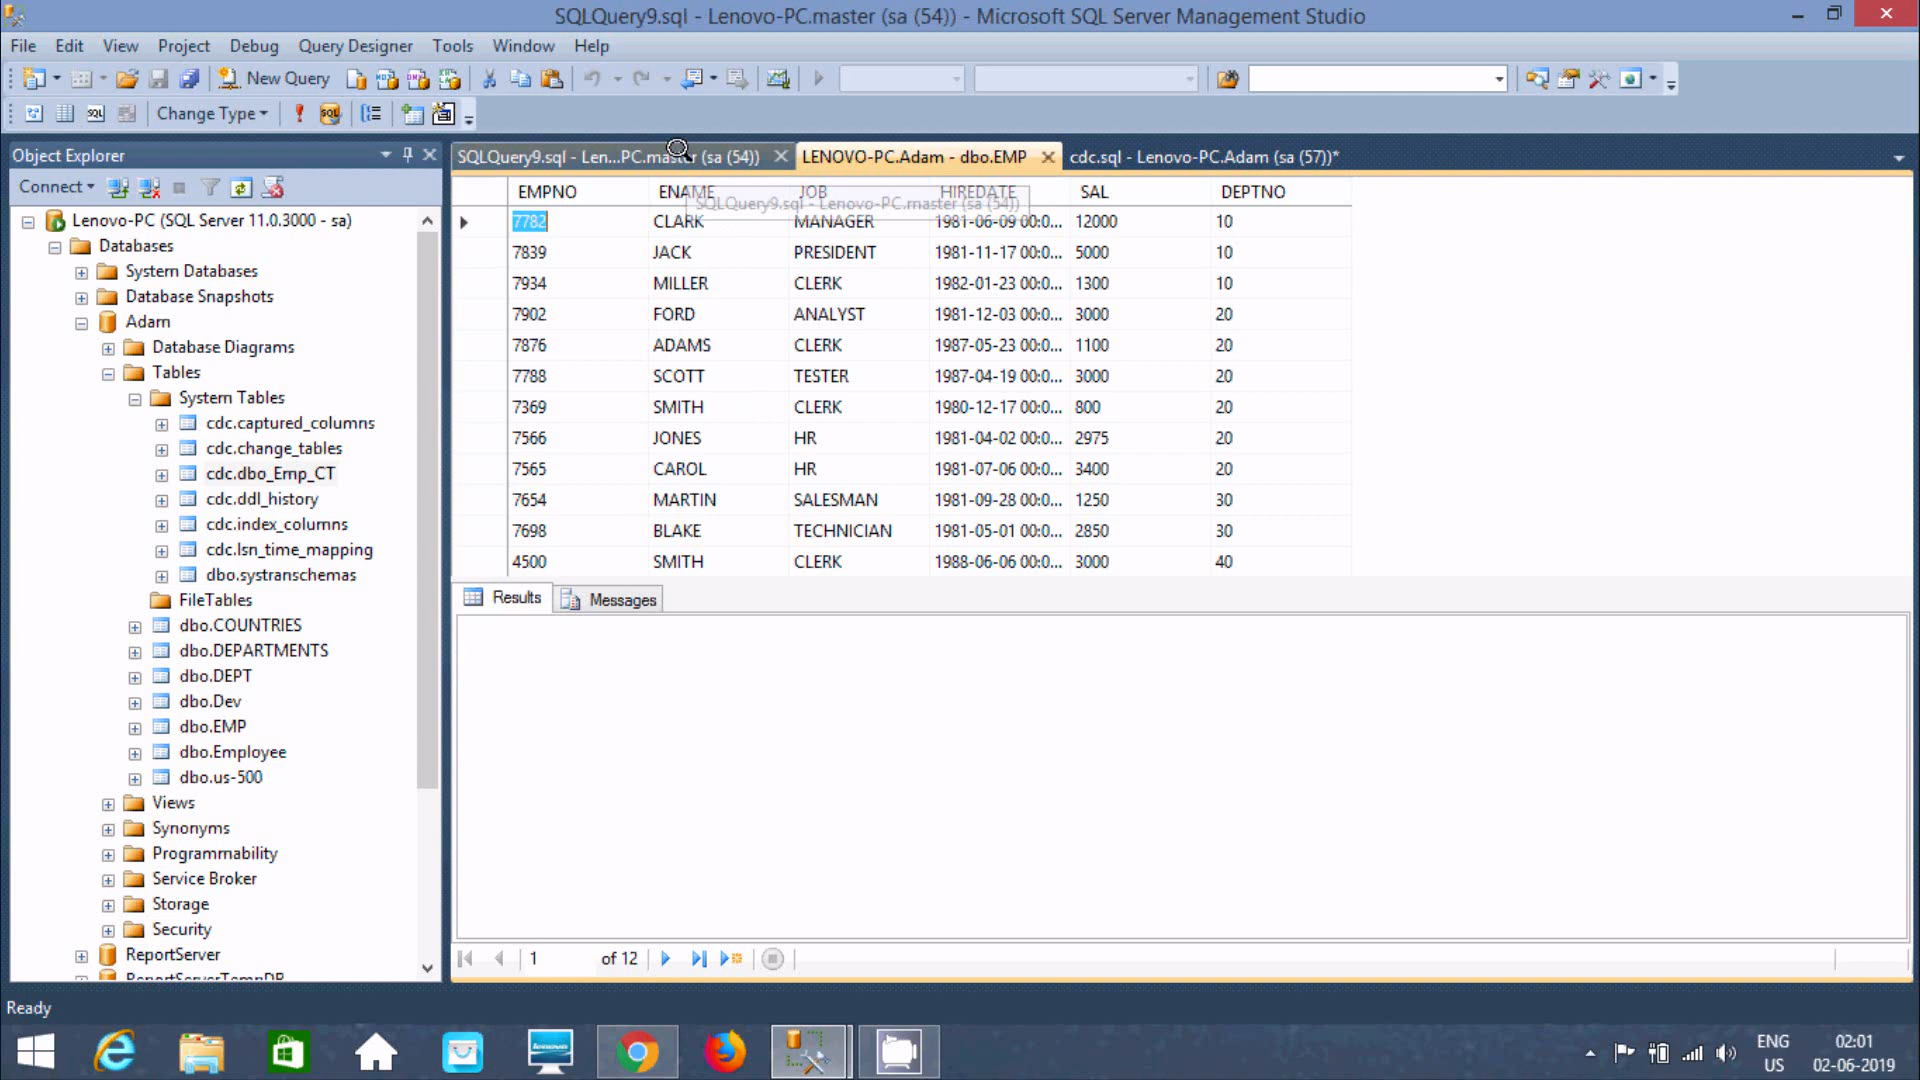 SQLQuery9.sql - Lenovo-PC.master (sa (54)) - Microsoft SQL Server Management Studio
File Edit View Project Debug Query Designer Tools Window Help
New Query
Change Type
Object Explorer
Connect
Lenovo-PC (SQL Server 11.0.3000 - sa)
Databases
System Databases
Database Snapshots
Adam
Database Diagrams
Tables
System Tables
cdc.captured_columns
cdc.change_tables
cdc.dbo_Emp_CT
cdc.ddl_history
cdc.index_columns
cdc.lsn_time_mapping
dbo.systranschemas
FileTables
dbo.COUNTRIES
dbo.DEPARTMENTS
dbo.DEPT
dbo.Dev
dbo.EMP
dbo.Employee
dbo.us-500
Views
Synonyms
Programmability
Service Broker
Storage
Security
ReportServer
ReportServerTempDB
SQLQuery9.sql - Len...PC.master (sa (54)) LENOVO-PC.Adam - dbo.EMP cdc.sql - Lenovo-PC.Adam (sa (57))*
EMPNO ENAME JOB HIREDATE SAL DEPTNO
SQLQuery9.sql - Lenovo-PC.master (sa (54))
7782 CLARK MANAGER 1981-06-09 00:0... 12000 10
7839 JACK PRESIDENT 1981-11-17 00:0... 5000 10
7934 MILLER CLERK 1982-01-23 00:0... 1300 10
7902 FORD ANALYST 1981-12-03 00:0... 3000 20
7876 ADAMS CLERK 1987-05-23 00:0... 1100 20
7788 SCOTT TESTER 1987-04-19 00:0... 3000 20
7369 SMITH CLERK 1980-12-17 00:0... 800 20
7566 JONES HR 1981-04-02 00:0... 2975 20
7565 CAROL HR 1981-07-06 00:0... 3400 20
7654 MARTIN SALESMAN 1981-09-28 00:0... 1250 30
7698 BLAKE TECHNICIAN 1981-05-01 00:0... 2850 30
4500 SMITH CLERK 1988-06-06 00:0... 3000 40
Results Messages
1 of 12
Ready
ENG
US
02:01
02-06-2019